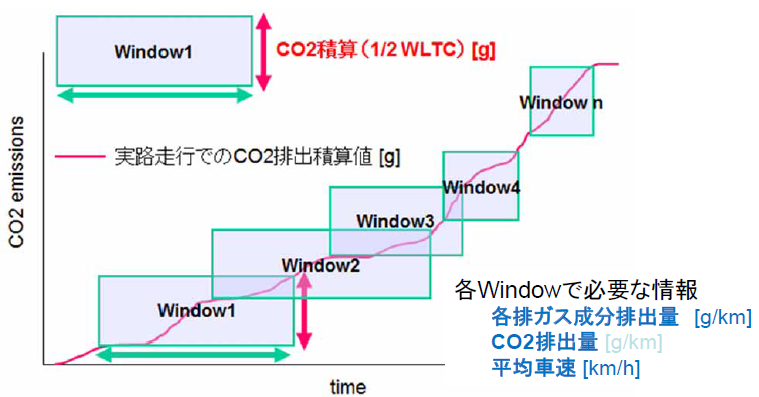 Window1
CO2積算（1/2 WLTC）[g]
Window n
実路走行でのCO2排出積算値 [g]
Window4
CO2 emissions
Window3
Window2
Window1
各Windowで必要な情報
各排ガス成分排出量 [g/km]
CO2排出量 [g/km]
平均車速 [km/h]
time